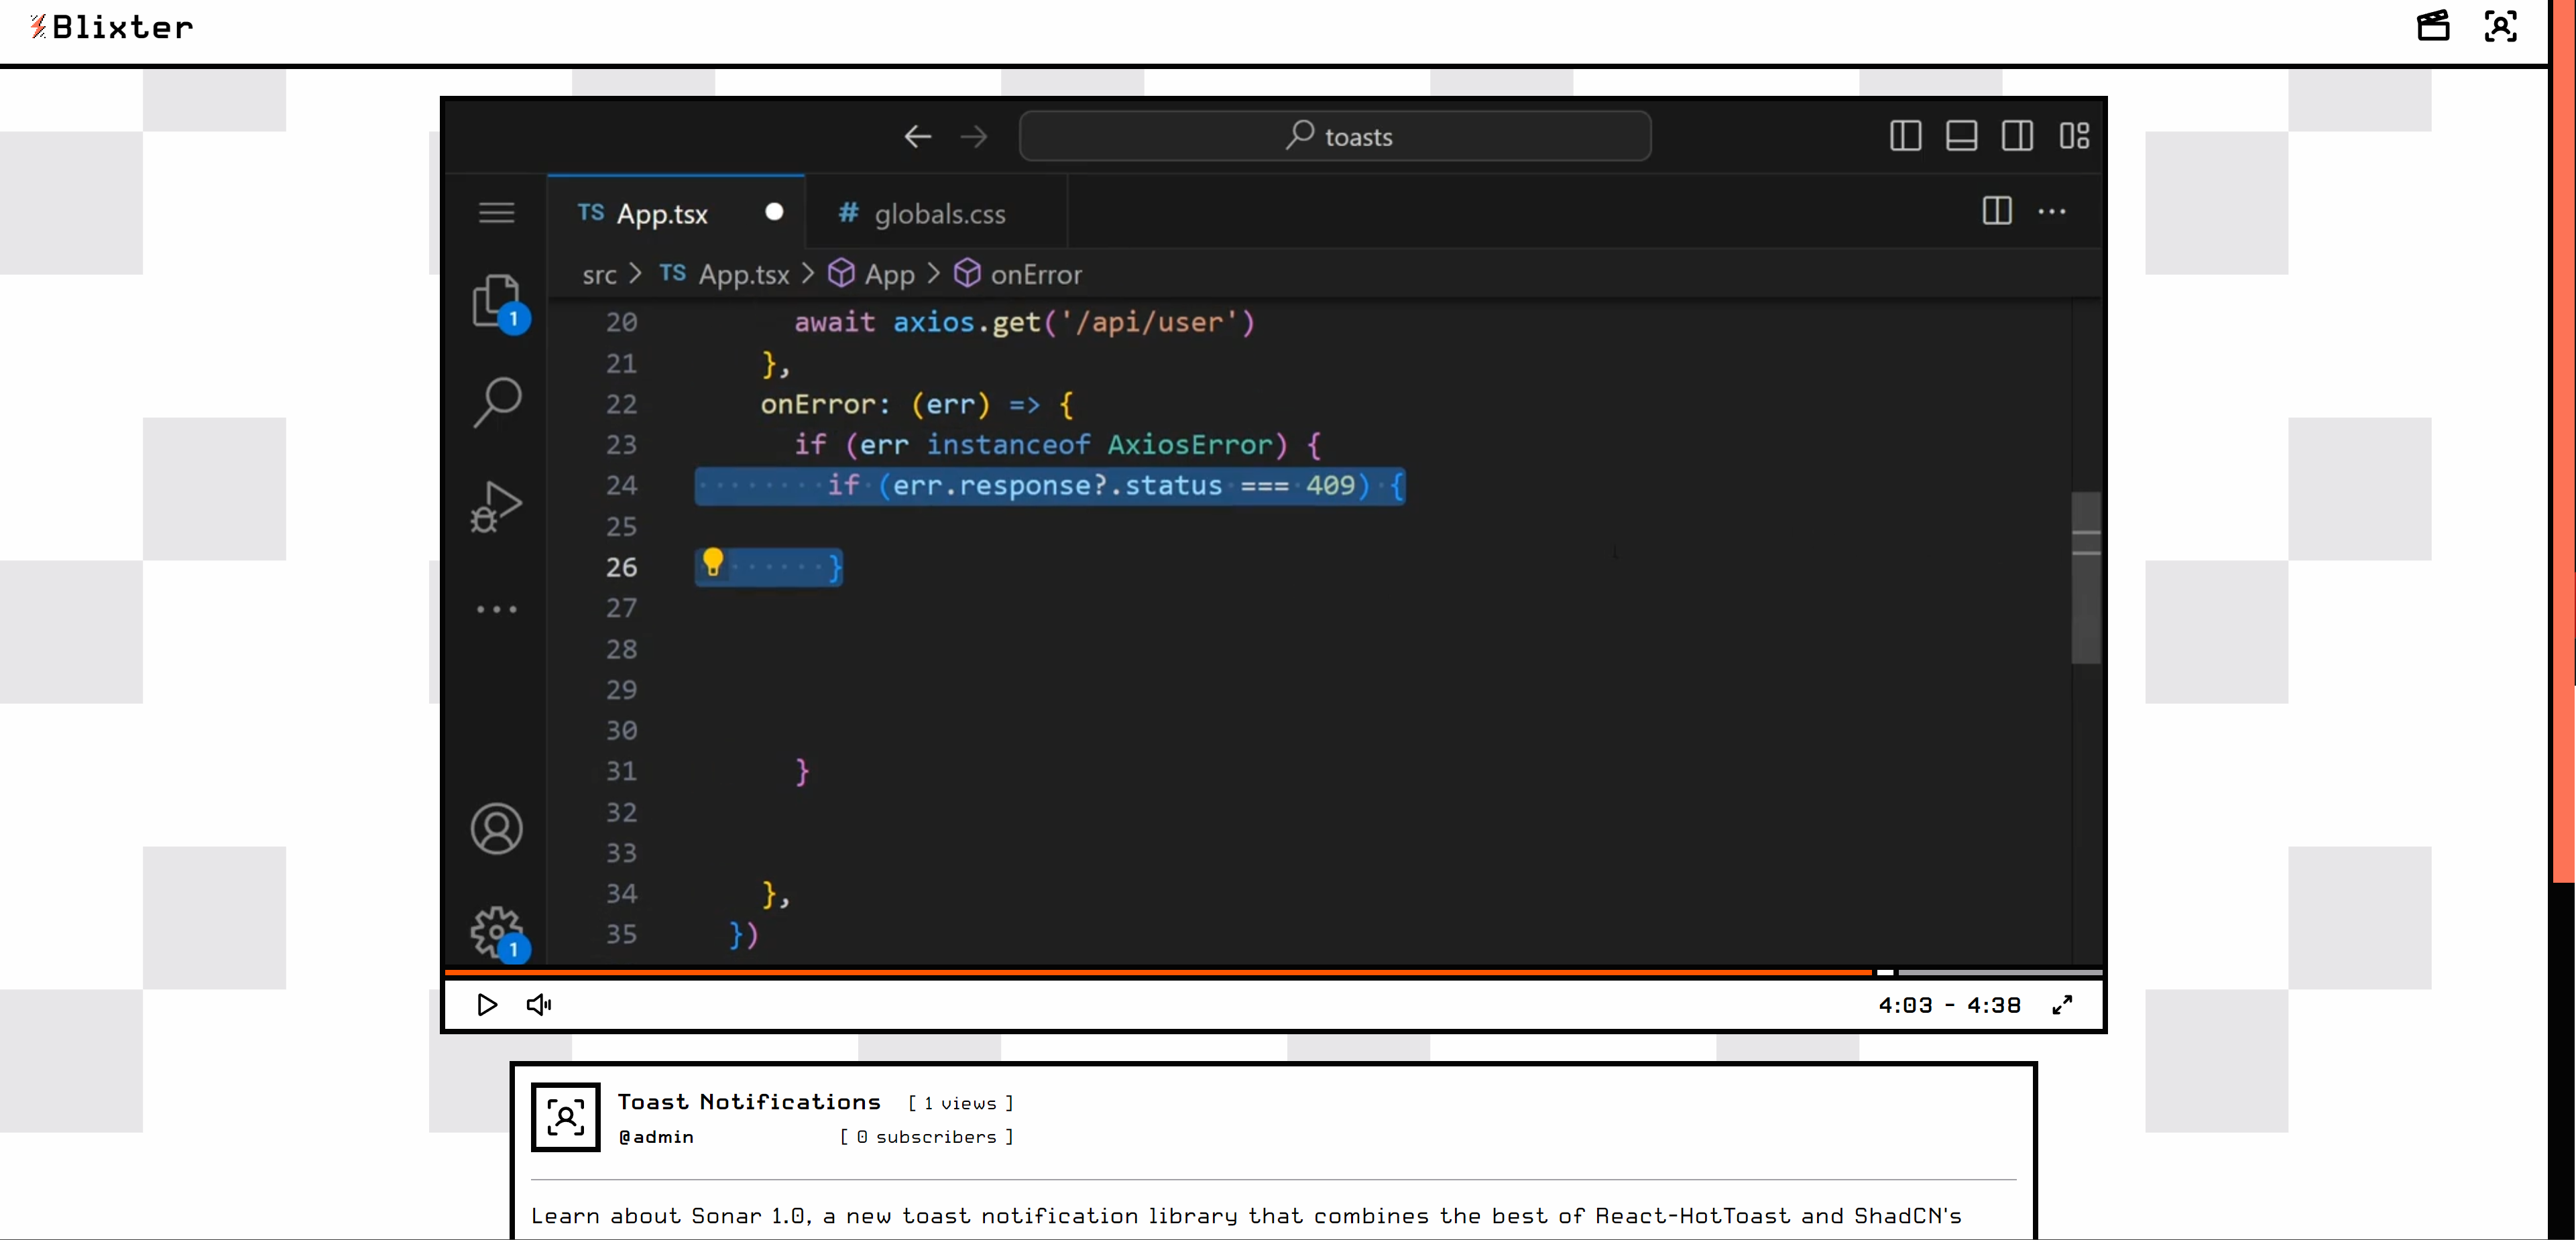 Blixter
toasts
TS App.tsx
# globals.css
src > TS App.tsx > App > onError
1
20 await axios.get('/api/user')
21 },
22 onError: (err) => {
23 if (err instanceof AxiosError) {
24 if (err.response?.status === 409) {
25
26 }
27
28
29
30
31 }
32
33
34 },
35 })
1
4:03 - 4:38
Toast Notifications [ 1 views ]
@admin [ 0 subscribers ]
Learn about Sonar 1.0, a new toast notification library that combines the best of React-HotToast and ShadCN's